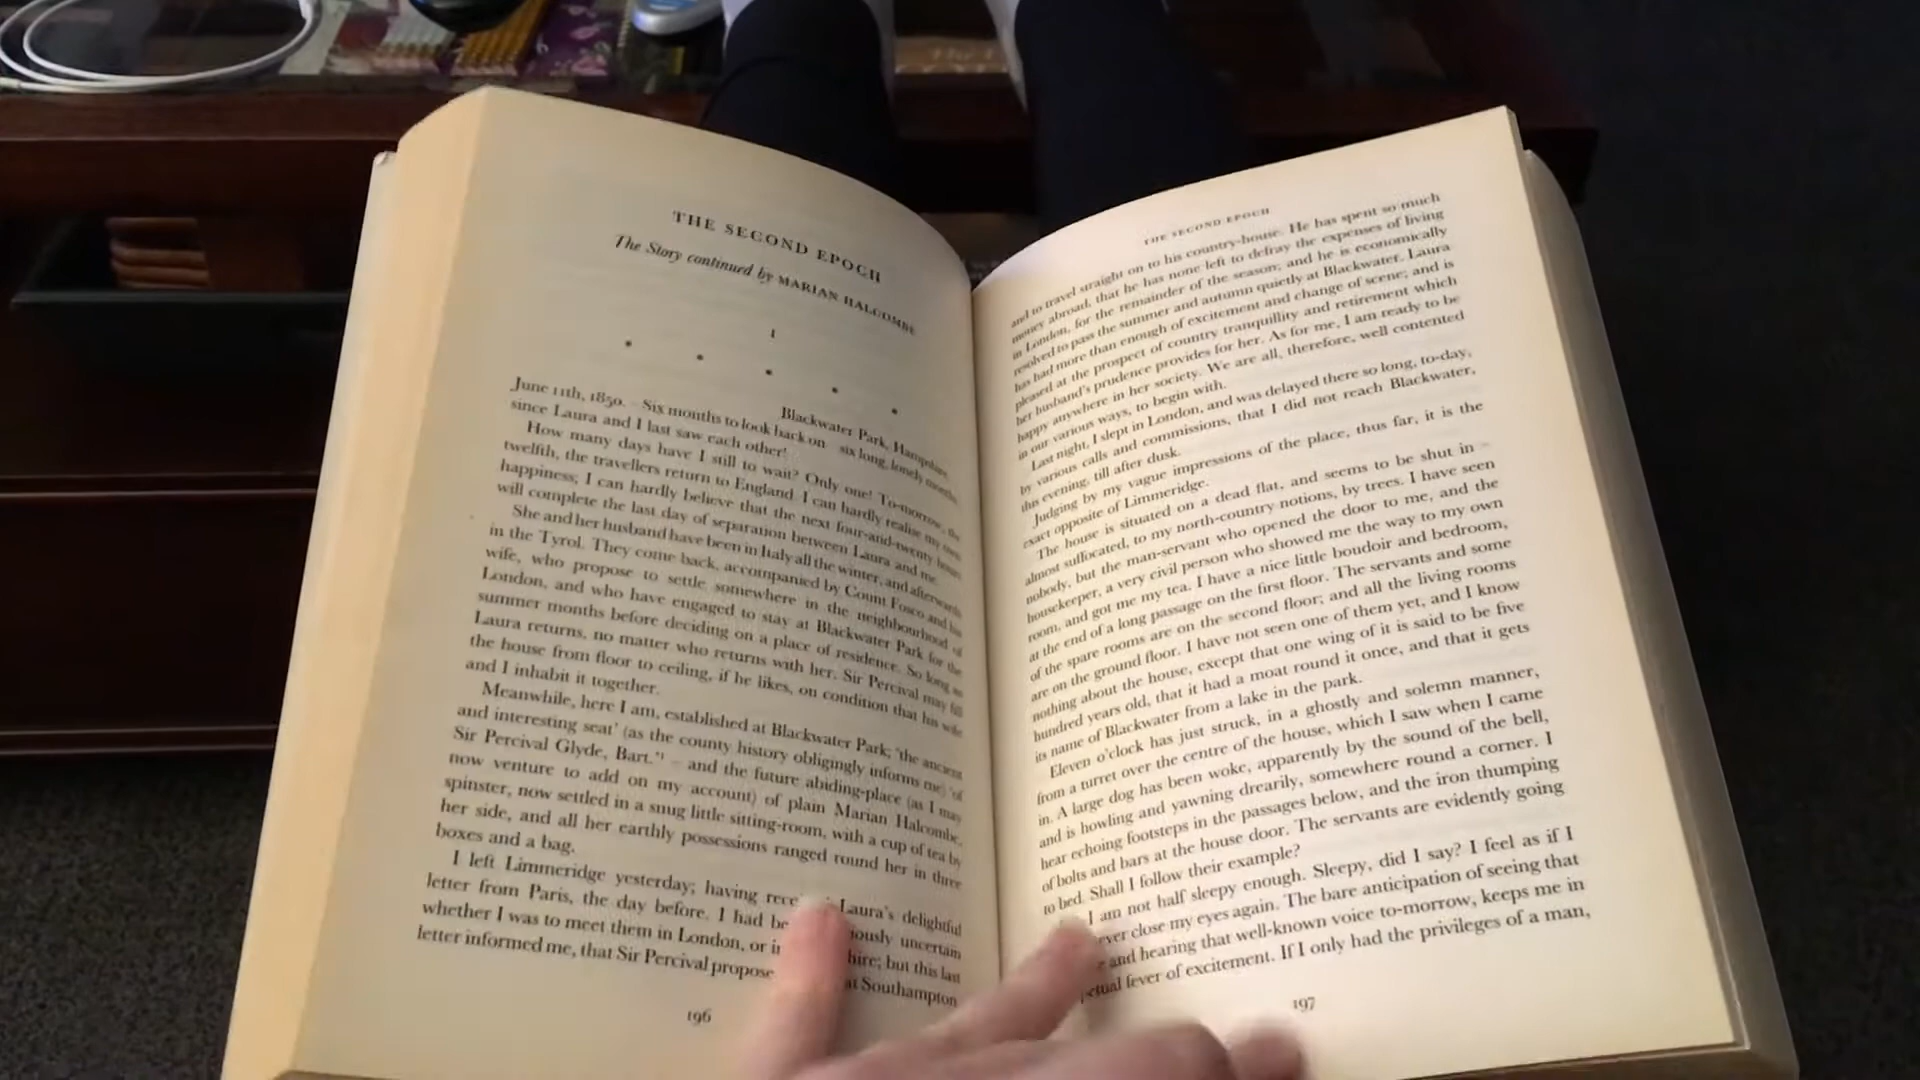 THE SECOND EPOCH
The Story continued by MARIAN HALCOMBE
I
Blackwater Park, Hampshire
June 11th, 1850. – Six months to look back on – six long, lonely months
since Laura and I last saw each other!
How many days have I still to wait? Only one! To-morrow, the
twelfth, the travellers return to England. I can hardly realise my own
happiness; I can hardly believe that the next four-and-twenty hours
will complete the last day of separation between Laura and me.
She and her husband have been in Italy all the winter, and afterwards
in the Tyrol. They come back, accompanied by Count Fosco and his
wife, who propose to settle somewhere in the neighbourhood of
London, and who have engaged to stay at Blackwater Park for the
summer months before deciding on a place of residence. So long as
Laura returns, no matter who returns with her. Sir Percival may fill
the house from floor to ceiling, if he likes, on condition that his wife
and I inhabit it together.
Meanwhile, here I am, established at Blackwater Park; 'the ancient
and interesting seat' (as the county history obligingly informs me) 'of
Sir Percival Glyde, Bart.'¹ – and the future abiding-place (as I may
now venture to add on my account) of plain Marian Halcombe,
spinster, now settled in a snug little sitting-room, with a cup of tea by
her side, and all her earthly possessions ranged round her in three
boxes and a bag.
I left Limmeridge yesterday; having Laura's delightful
letter from Paris, the day before. I had uncertain
whether I was to meet them in London, or in but this last
letter informed me, that Sir Percival at Southampton
196
THE SECOND EPOCH
and to travel straight on to his country-house. He has spent so much
money abroad, that he has none left to defray the expenses of living
in London, for the remainder of the season; and he is economically
resolved to pass the summer and autumn quietly at Blackwater. Laura
has had more than enough of excitement and change of scene; and is
pleased at the prospect of country tranquillity and retirement which
her husband's prudence provides for her. As for me, I am ready to be
happy anywhere in her society. We are all, therefore, well contented
in our various ways, to begin with.
Last night, I slept in London, and was delayed there so long, to-day,
by various calls and commissions, that I did not reach Blackwater,
this evening, till after dusk.
Judging by my vague impressions of the place, thus far, it is the
exact opposite of Limmeridge.
The house is situated on a dead flat, and seems to be shut in –
almost suffocated, to my north-country notions, by trees. I have seen
nobody, but the man-servant who opened the door to me, and the
housekeeper, a very civil person who showed me the way to my own
room, and got me my tea. I have a nice little boudoir and bedroom,
at the end of a long passage on the first floor. The servants and some
of the spare rooms are on the second floor; and all the living rooms
are on the ground floor. I have not seen one of them yet, and I know
nothing about the house, except that one wing of it is said to be five
hundred years old, that it had a moat round it once, and that it gets
its name of Blackwater from a lake in the park.
Eleven o'clock has just struck, in a ghostly and solemn manner,
from a turret over the centre of the house, which I saw when I came
in. A large dog has been woke, apparently by the sound of the bell,
and is howling and yawning drearily, somewhere round a corner. I
hear echoing footsteps in the passages below, and the iron thumping
of bolts and bars at the house door. The servants are evidently going
to bed. Shall I follow their example?
I am not half sleepy enough. Sleepy, did I say? I feel as if I
close my eyes again. The bare anticipation of seeing that
and hearing that well-known voice to-morrow, keeps me in
fever of excitement. If I only had the privileges of a man,
197